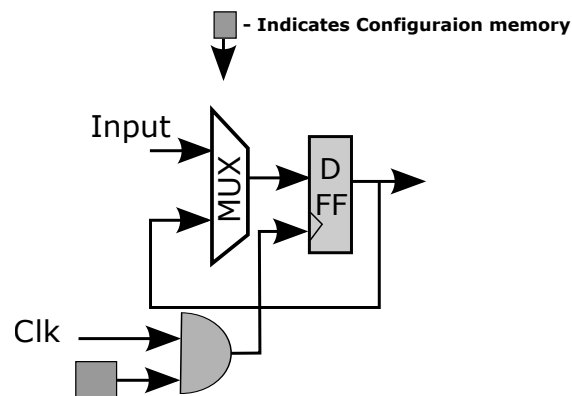 - Indicates Configuraion memory
Input
MUX
D
FF
Clk